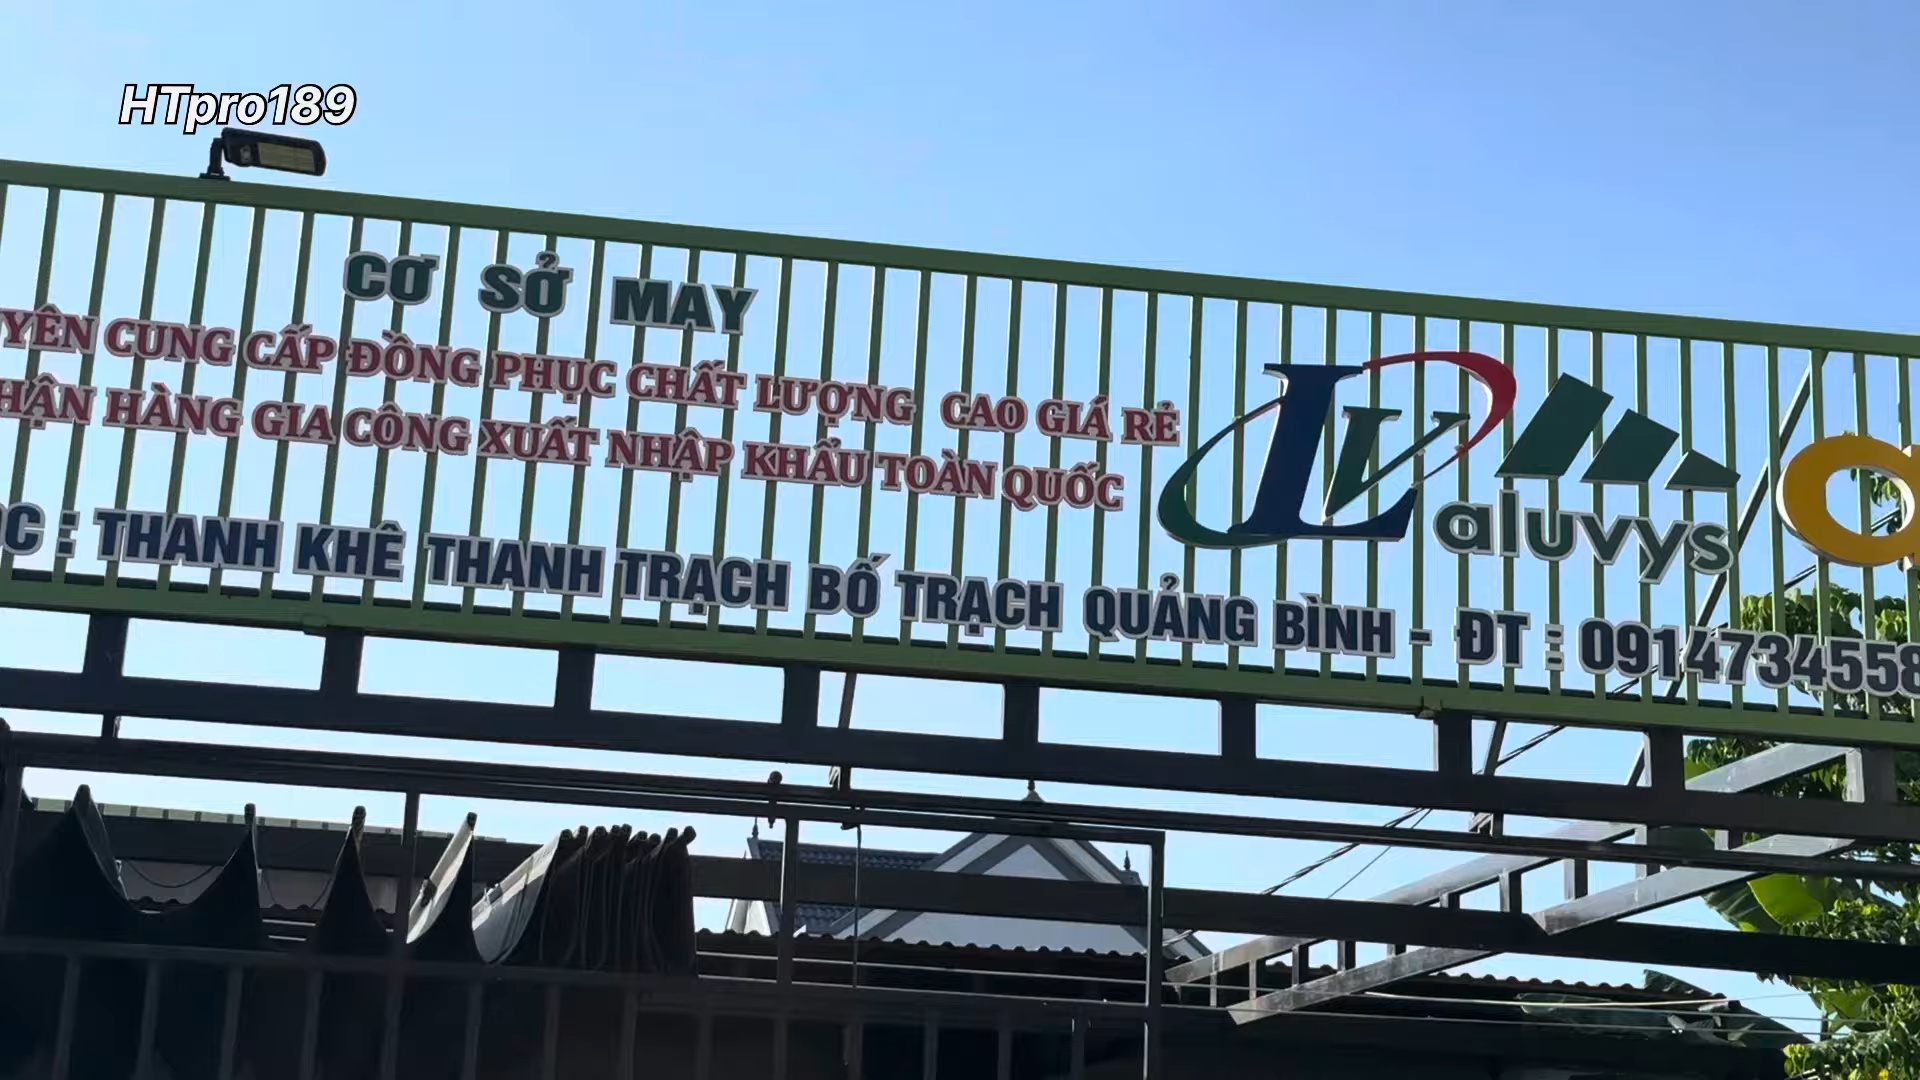 HTpro189
CƠ SỞ MAY
YÊN CUNG CẤP ĐỒNG PHỤC CHẤT LƯỢNG CAO GIÁ RẺ
HẬN HÀNG GIA CÔNG XUẤT NHẬP KHẨU TOÀN QUỐC
LV
aluvys
C : THANH KHÊ THANH TRẠCH BỐ TRẠCH QUẢNG BÌNH - ĐT : 0914734558